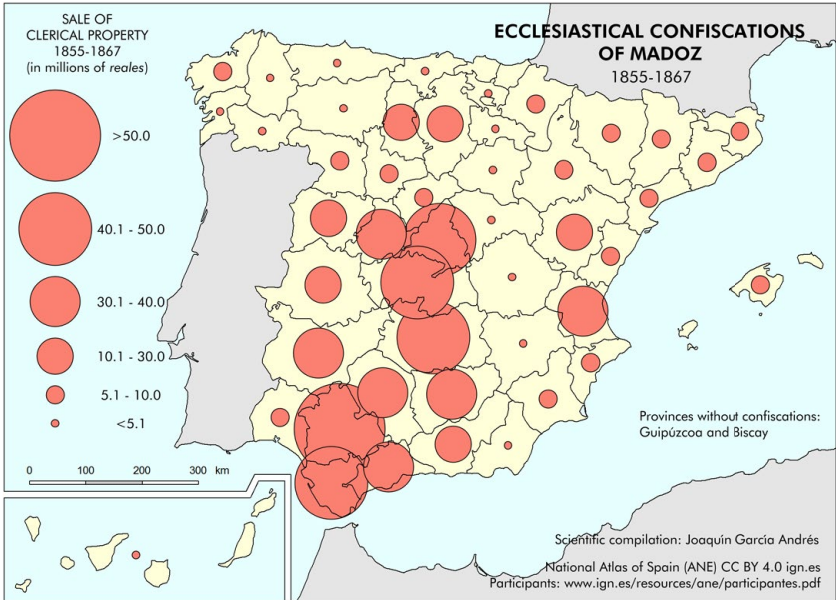 SALE OF
CLERICAL PROPERTY
1855-1867
(in millions of reales)
>50.0
40.1 - 50.0
30.1 - 40.0
10.1 - 30.0
5.1 - 10.0
<5.1
0 100 200 300 km
ECCLESIASTICAL CONFISCATIONS
OF MADOZ
1855-1867
Provinces without confiscations:
Guipúzcoa and Biscay
Scientific compilation: Joaquín García Andrés
National Atlas of Spain (ANE) CC BY 4.0 ign.es
Participants: www.ign.es/resources/ane/participantes.pdf